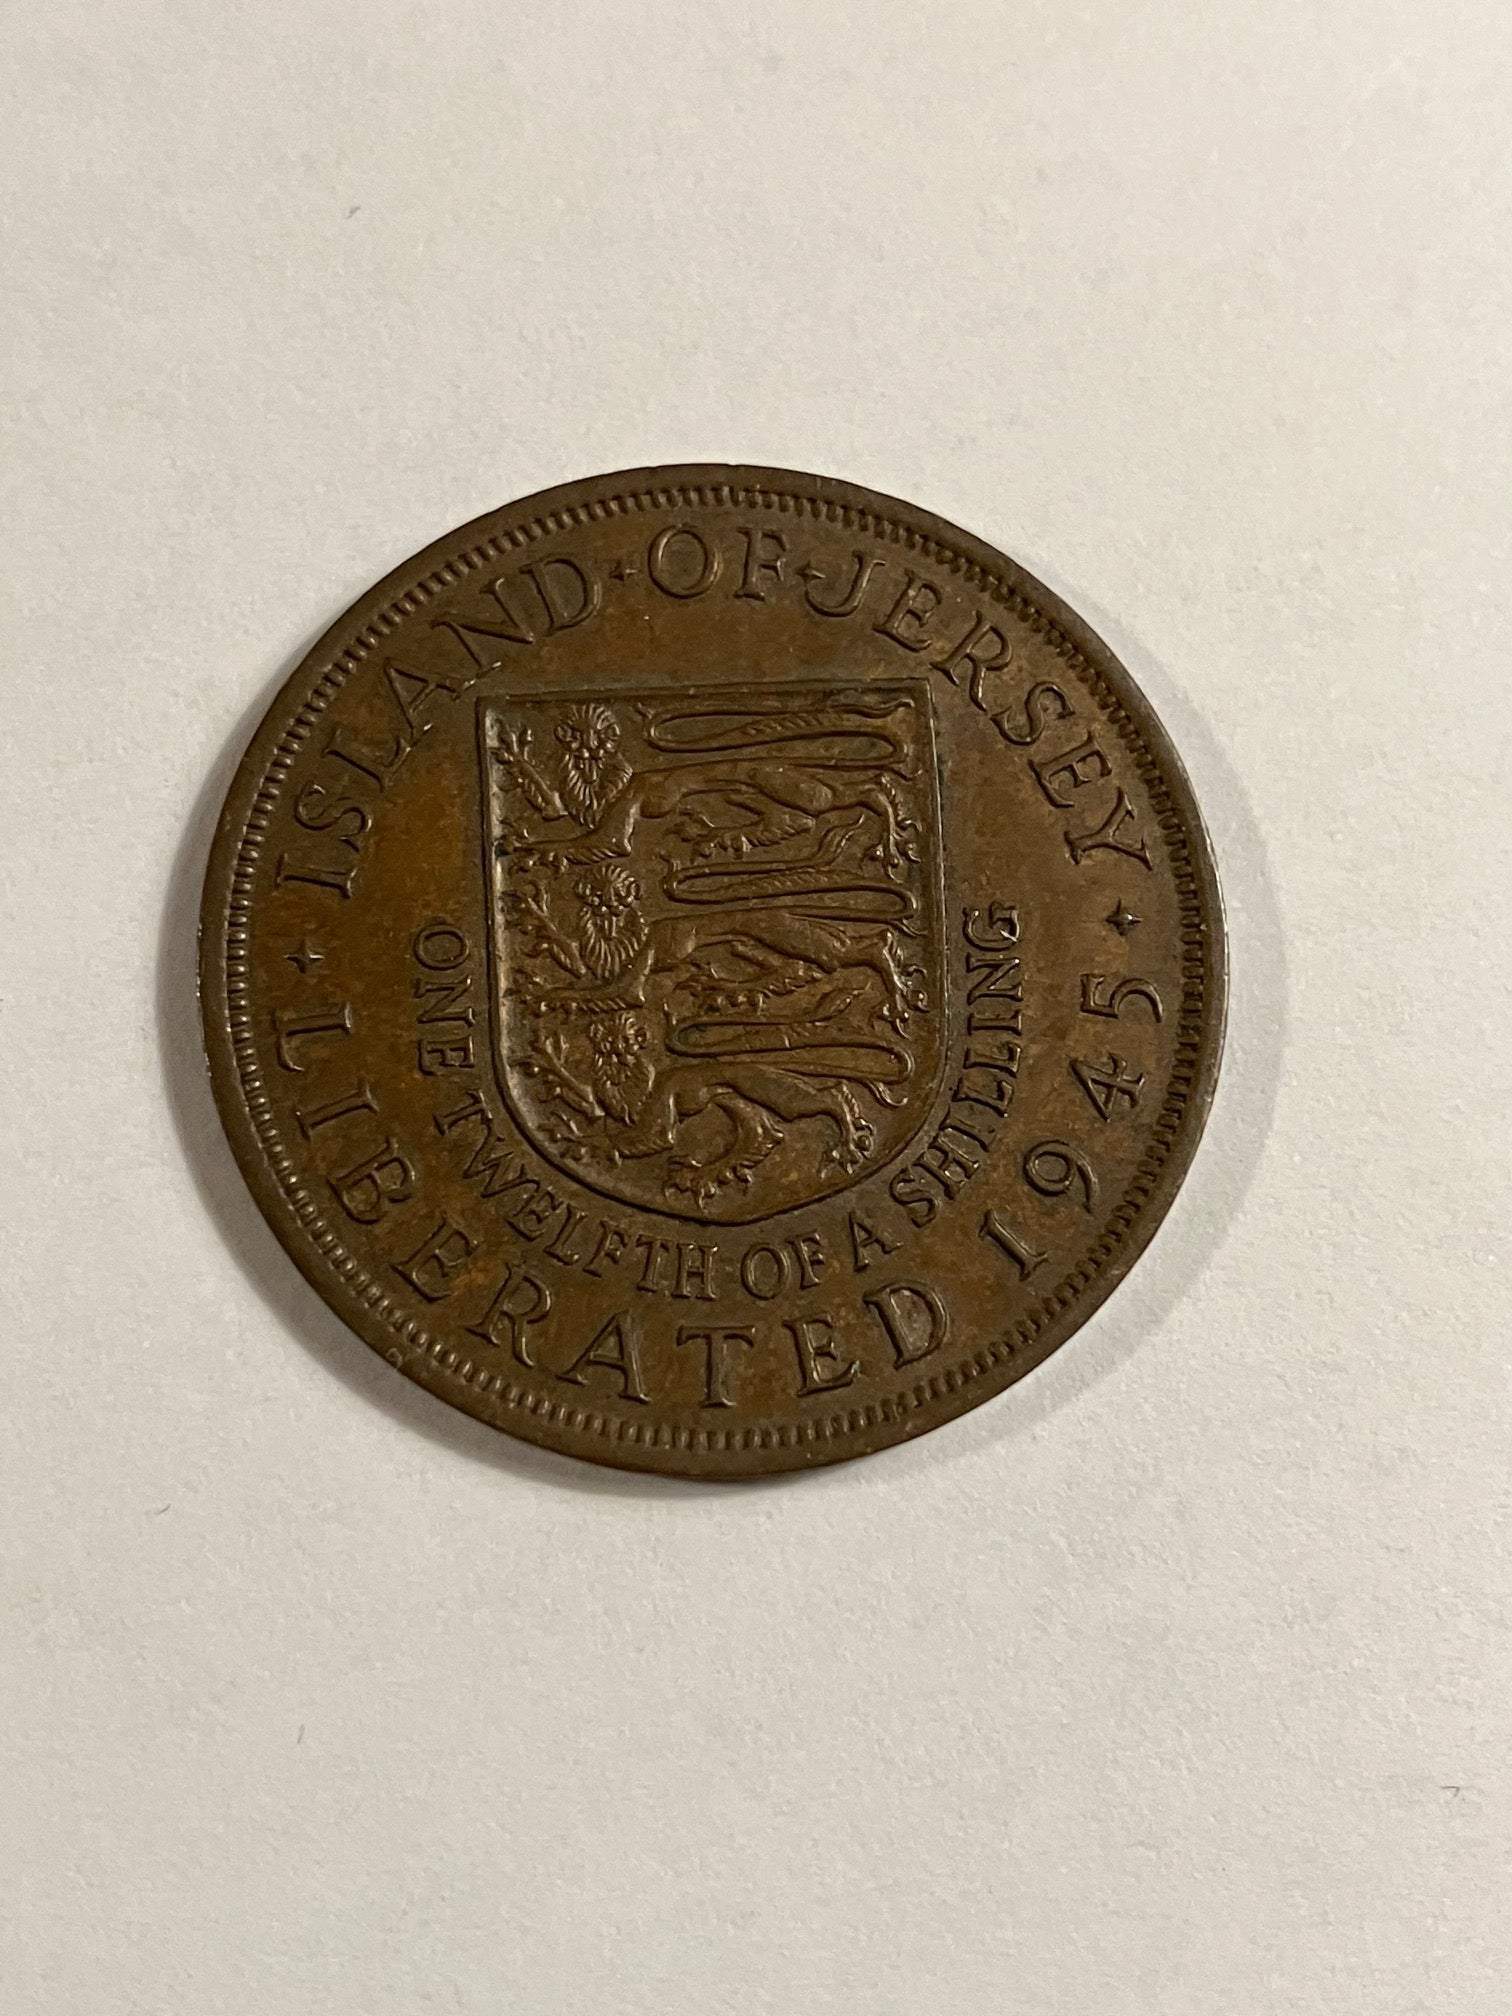 ✦ ISLAND ✦ OF ✦ JERSEY ✦
LIBERATED 1945
ONE TWELFTH OF A SHILLING